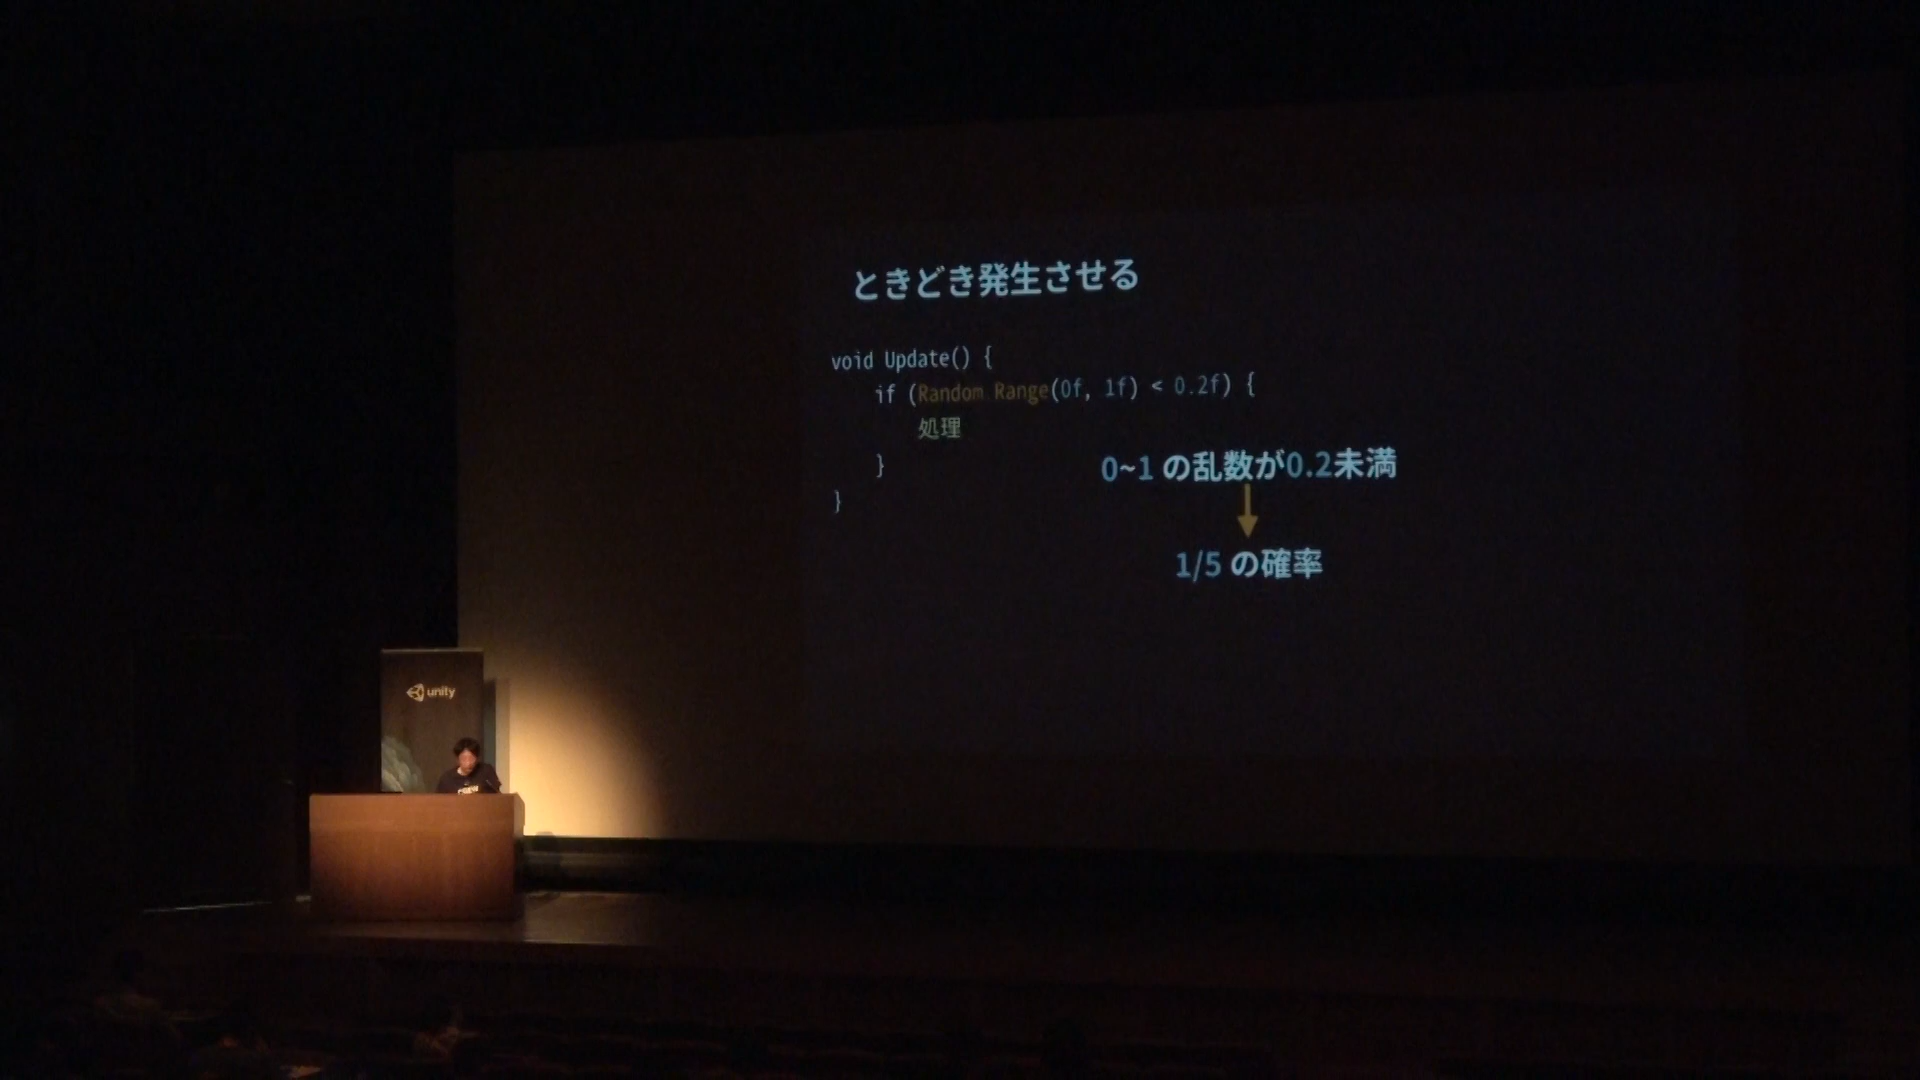 ときどき発生させる
void Update() {
if (Random.Range(0f, 1f) < 0.2f) {
処理
}
}
0~1 の乱数が0.2未満
1/5 の確率
unity